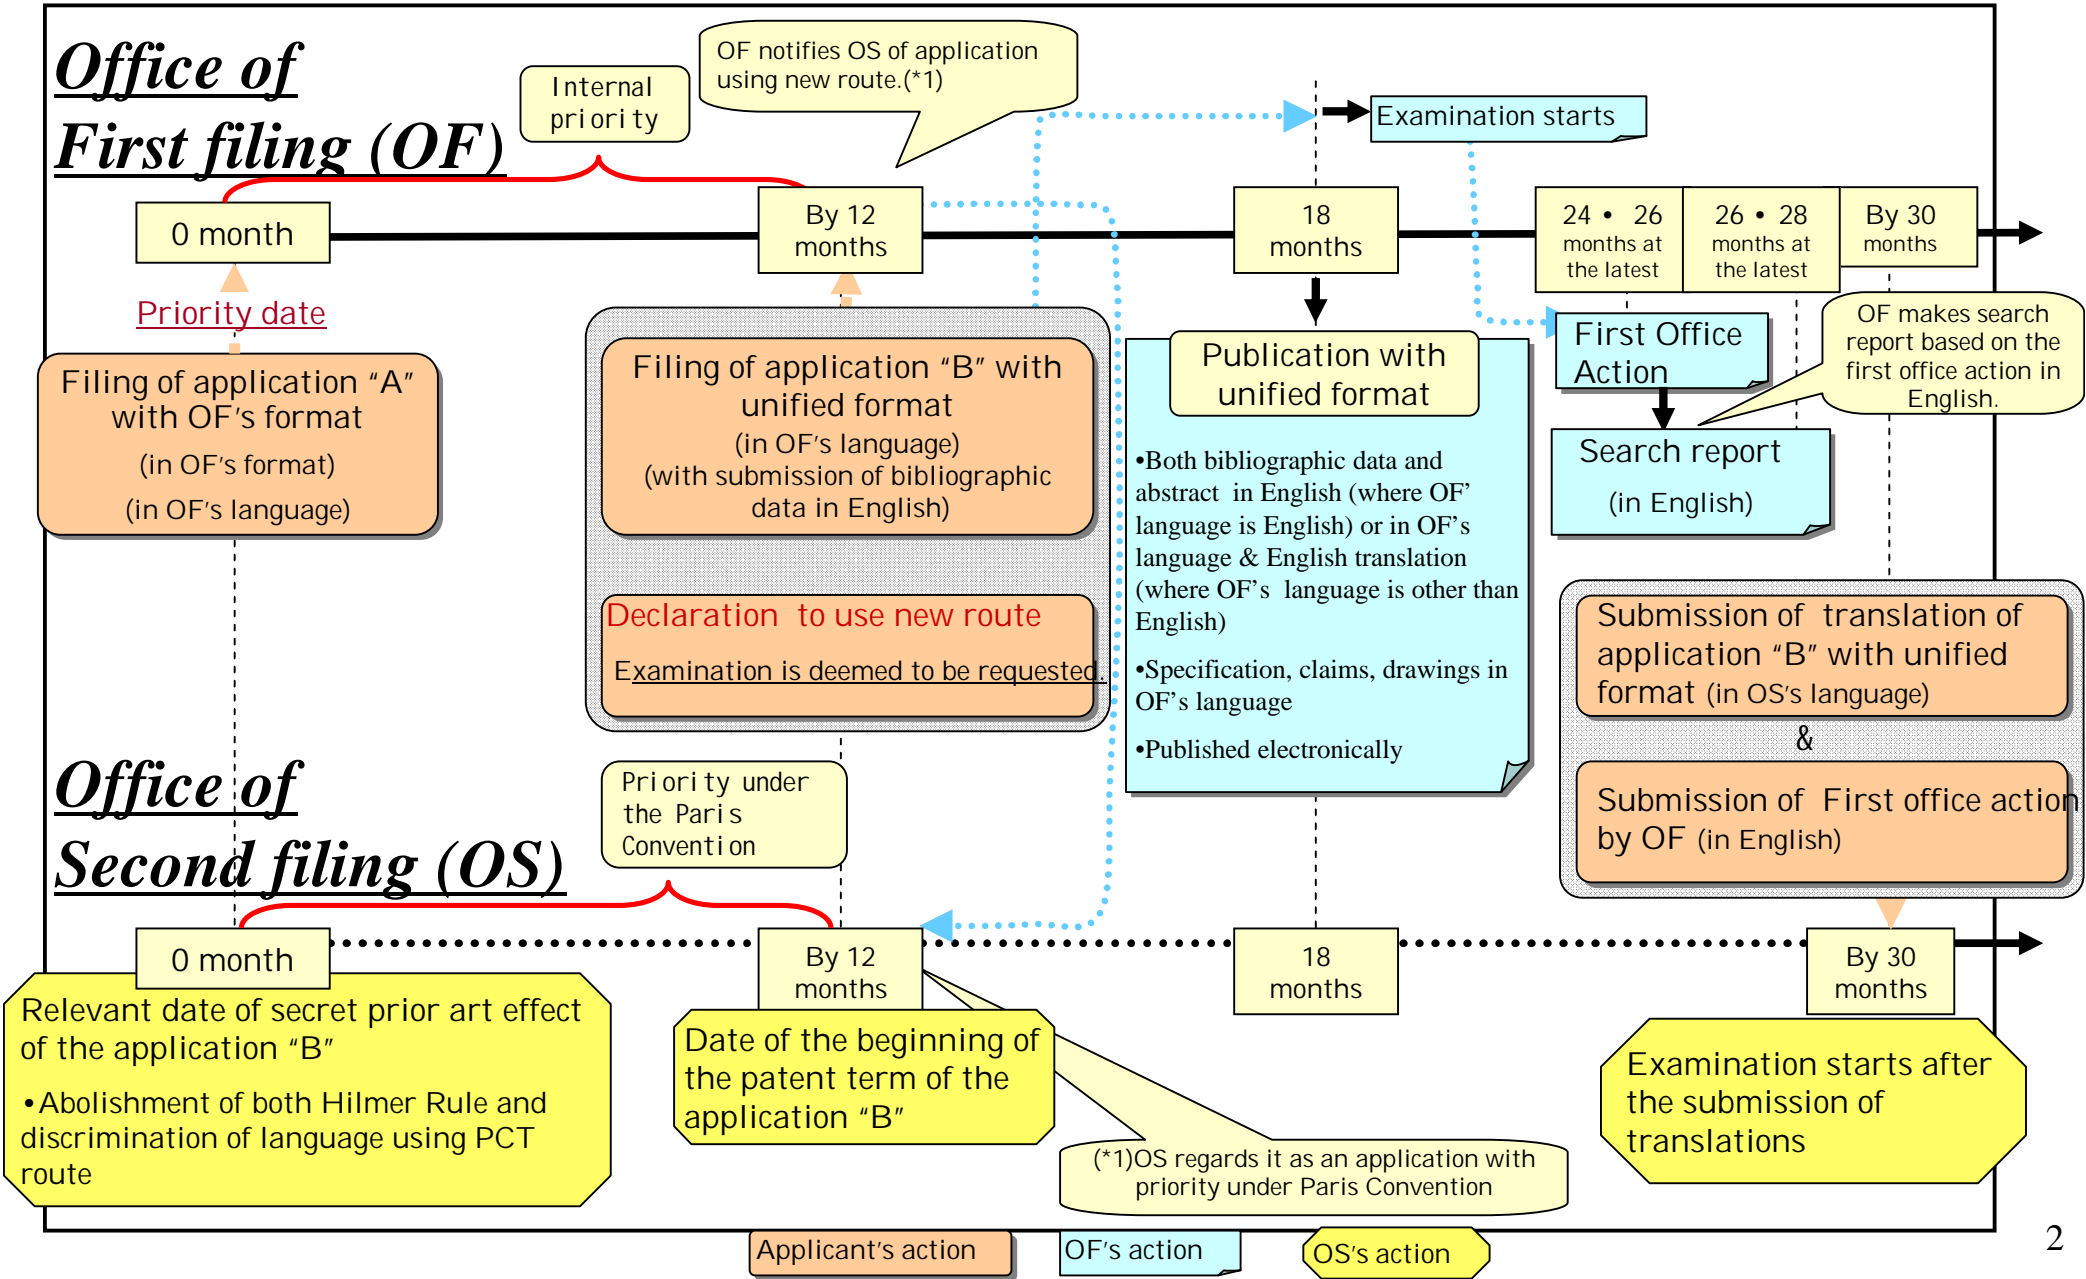 Office of
First filing (OF)
Internal
priority
OF notifies OS of application
using new route.(*1)
Examination starts
0 month
By 12
months
18
months
24 • 26
months at
the latest
26 • 28
months at
the latest
By 30
months
Priority date
Filing of application “A”
with OF’s format
(in OF’s format)
(in OF’s language)
Filing of application “B” with
unified format
(in OF’s language)
(with submission of bibliographic
data in English)
Declaration to use new route
Examination is deemed to be requested.
Publication with
unified format
•Both bibliographic data and
abstract in English (where OF’
language is English) or in OF’s
language & English translation
(where OF’s language is other than
English)
•Specification, claims, drawings in
OF’s language
•Published electronically
First Office
Action
OF makes search
report based on the
first office action in
English.
Search report
(in English)
Submission of translation of
application “B” with unified
format (in OS’s language)
&
Submission of First office action
by OF (in English)
Office of
Second filing (OS)
Priority under
the Paris
Convention
0 month
By 12
months
18
months
By 30
months
Relevant date of secret prior art effect
of the application “B”
•Abolishment of both Hilmer Rule and
discrimination of language using PCT
route
Date of the beginning of
the patent term of the
application “B”
(*1)OS regards it as an application with
priority under Paris Convention
Examination starts after
the submission of
translations
Applicant’s action
OF’s action
OS’s action
2